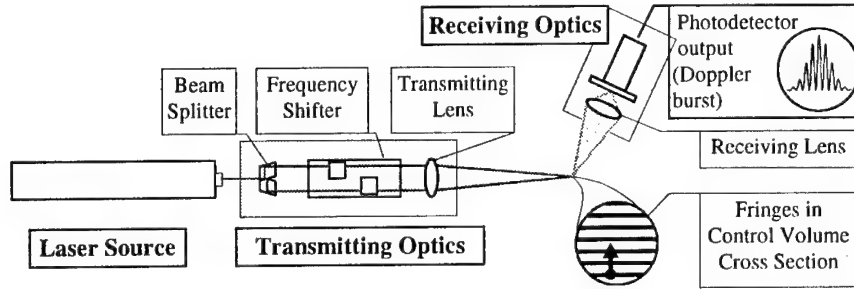 Receiving Optics
Photodetector
output
(Doppler
burst)
Beam
Splitter
Frequency
Shifter
Transmitting
Lens
Receiving Lens
Laser Source
Transmitting Optics
Fringes in
Control Volume
Cross Section